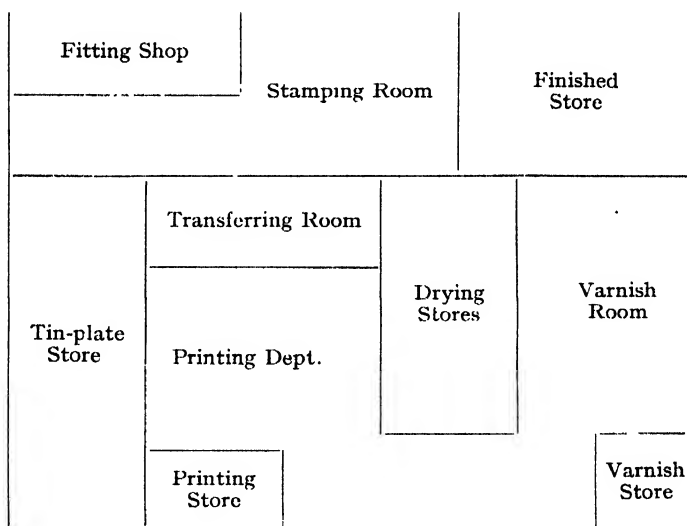 Fitting Shop
Stamping Room
Finished
Store
Transferring Room
Drying
Stores
Varnish
Room
Tin-plate
Store
Printing Dept.
Printing
Store
Varnish
Store